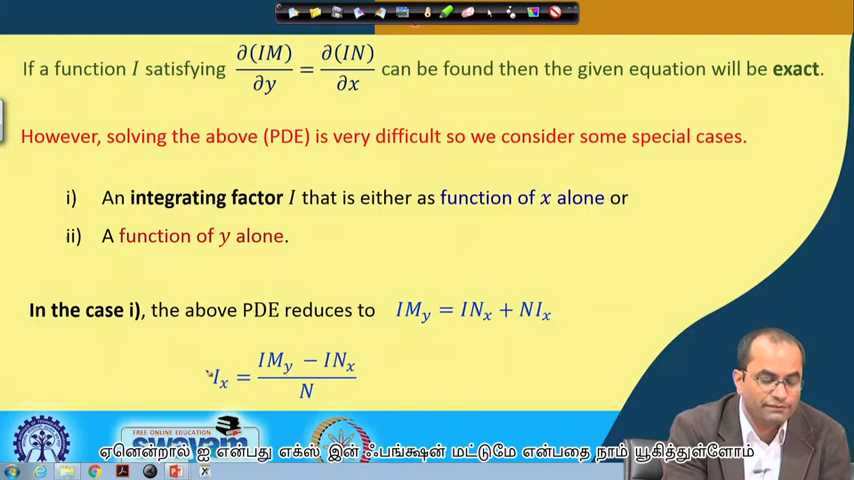 If a function I satisfying ∂(IM)/∂y = ∂(IN)/∂x can be found then the given equation will be exact.
However, solving the above (PDE) is very difficult so we consider some special cases.
i) An integrating factor I that is either as function of x alone or
ii) A function of y alone.
In the case i), the above PDE reduces to IM_y = IN_x + NI_x
I_x = (IM_y − IN_x)/N
FREE ONLINE EDUCATION
swayam
ஏனென்றால் ஐ என்பது எக்ஸ் இன் ஃபங்க்ஷன் மட்டுமே என்பதை நாம் யூகித்துள்ளோம்